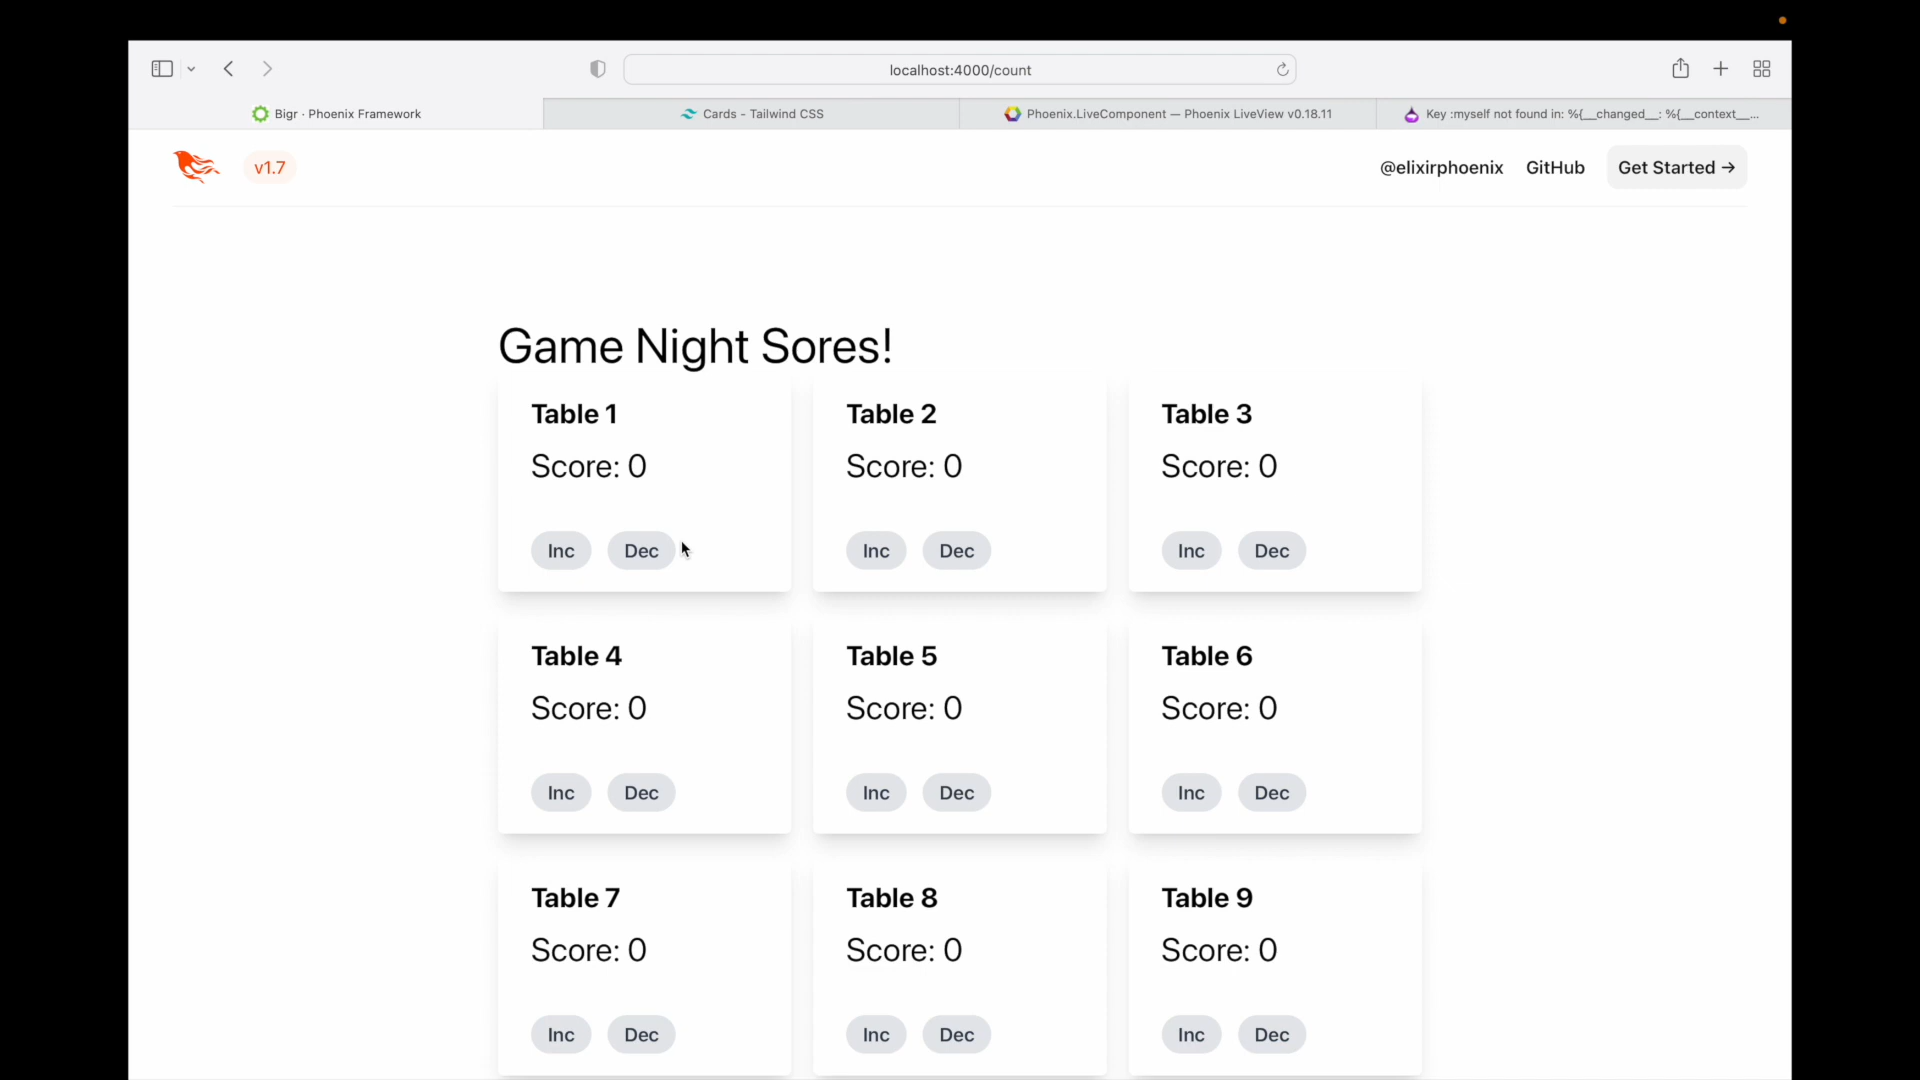 localhost:4000/count
Bigr · Phoenix Framework
Cards - Tailwind CSS
Phoenix.LiveComponent — Phoenix LiveView v0.18.11
Key :myself not found in: %{__changed__: %{__context__...
v1.7
@elixirphoenix GitHub Get Started →
Game Night Sores!
Table 1 Table 2 Table 3
Score: 0 Score: 0 Score: 0
Inc Dec Inc Dec Inc Dec
Table 4 Table 5 Table 6
Score: 0 Score: 0 Score: 0
Inc Dec Inc Dec Inc Dec
Table 7 Table 8 Table 9
Score: 0 Score: 0 Score: 0
Inc Dec Inc Dec Inc Dec